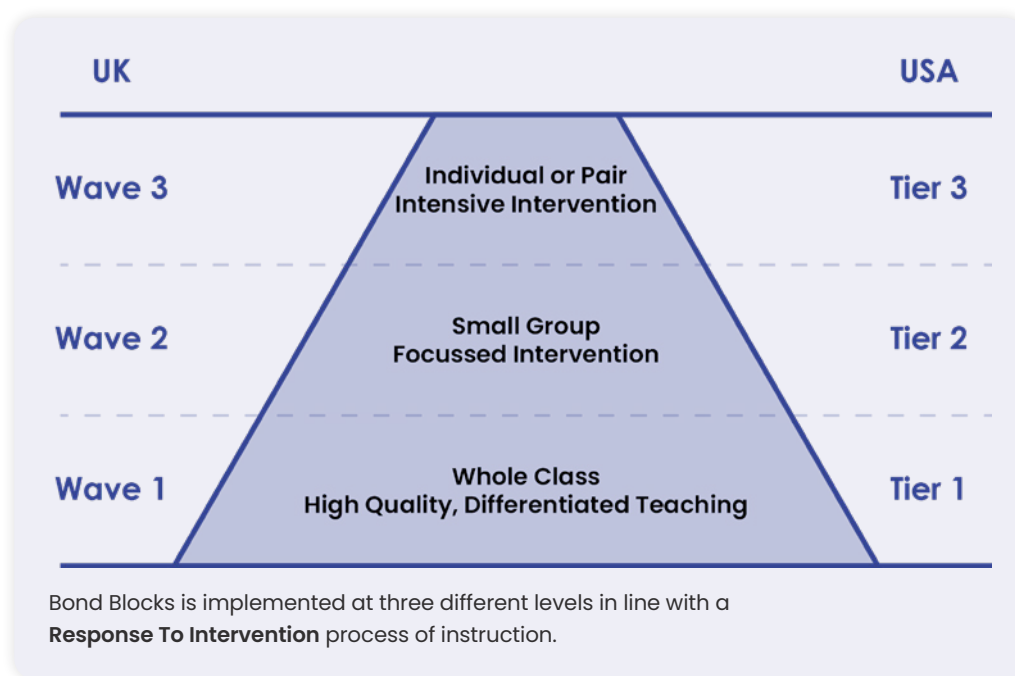 UK
USA
Wave 3
Individual or Pair
Intensive Intervention
Tier 3
Wave 2
Small Group
Focussed Intervention
Tier 2
Wave 1
Whole Class
High Quality, Differentiated Teaching
Tier 1
Bond Blocks is implemented at three different levels in line with a
Response To Intervention process of instruction.